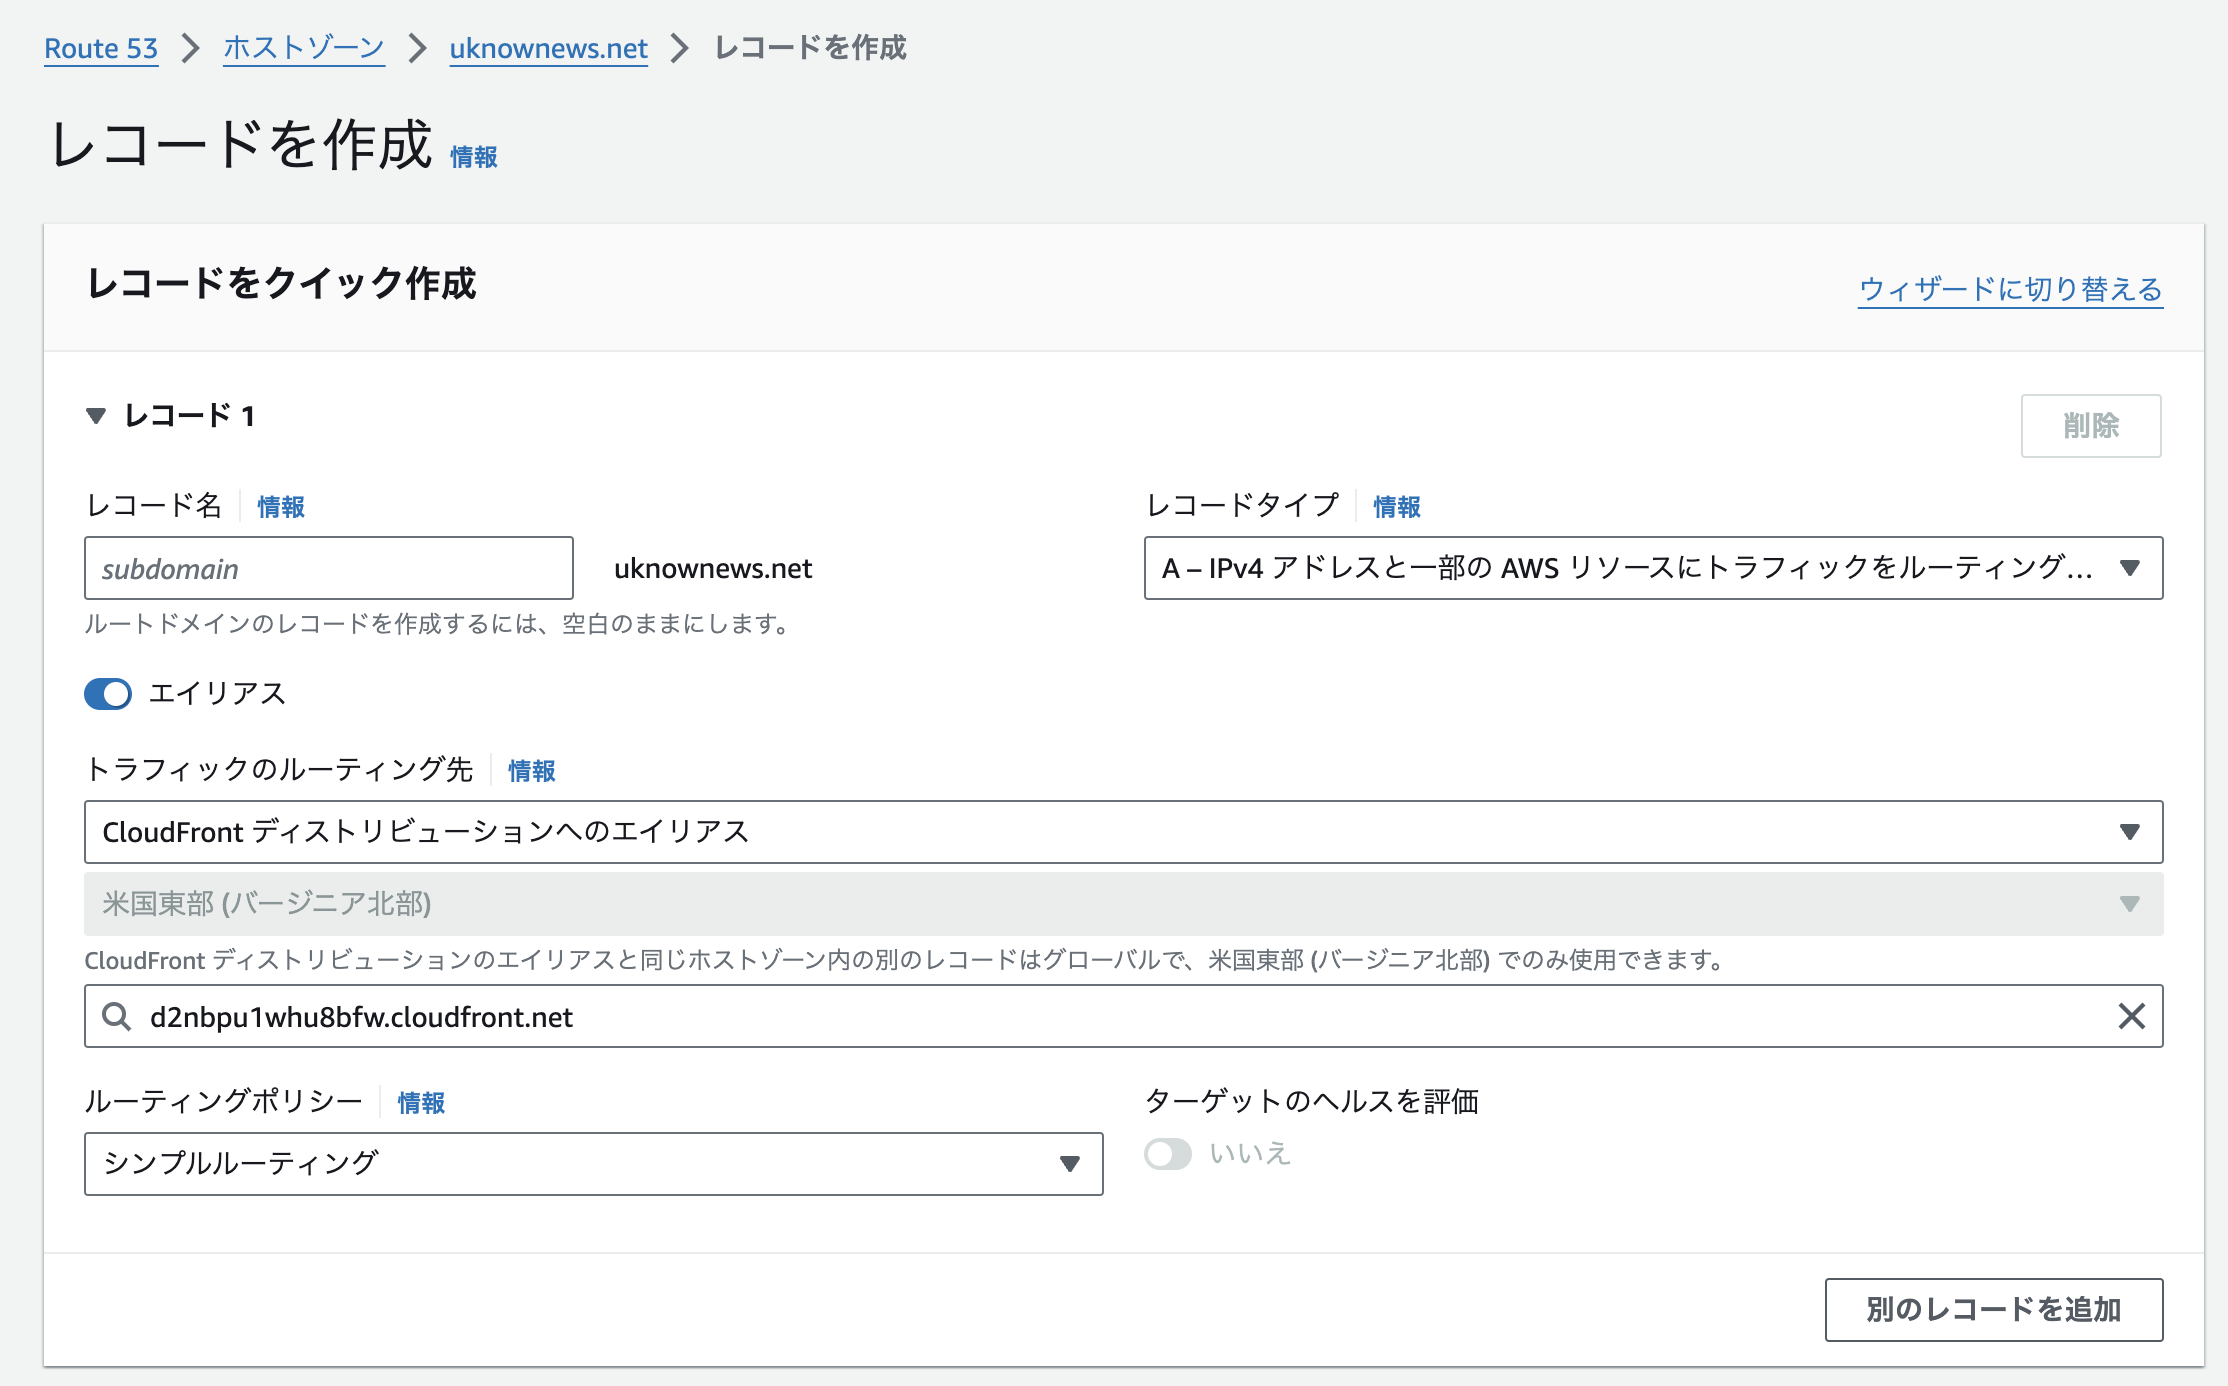 Route 53 > ホストゾーン > uknownews.net > レコードを作成
レコードを作成 情報
レコードをクイック作成
ウィザードに切り替える
レコード 1
削除
レコード名 情報
subdomain
uknownews.net
ルートドメインのレコードを作成するには、空白のままにします。
レコードタイプ 情報
A – IPv4 アドレスと一部の AWS リソースにトラフィックをルーティング...
エイリアス
トラフィックのルーティング先 情報
CloudFront ディストリビューションへのエイリアス
米国東部 (バージニア北部)
CloudFront ディストリビューションのエイリアスと同じホストゾーン内の別のレコードはグローバルで、米国東部 (バージニア北部) でのみ使用できます。
d2nbpu1whu8bfw.cloudfront.net
ルーティングポリシー 情報
シンプルルーティング
ターゲットのヘルスを評価
いいえ
別のレコードを追加